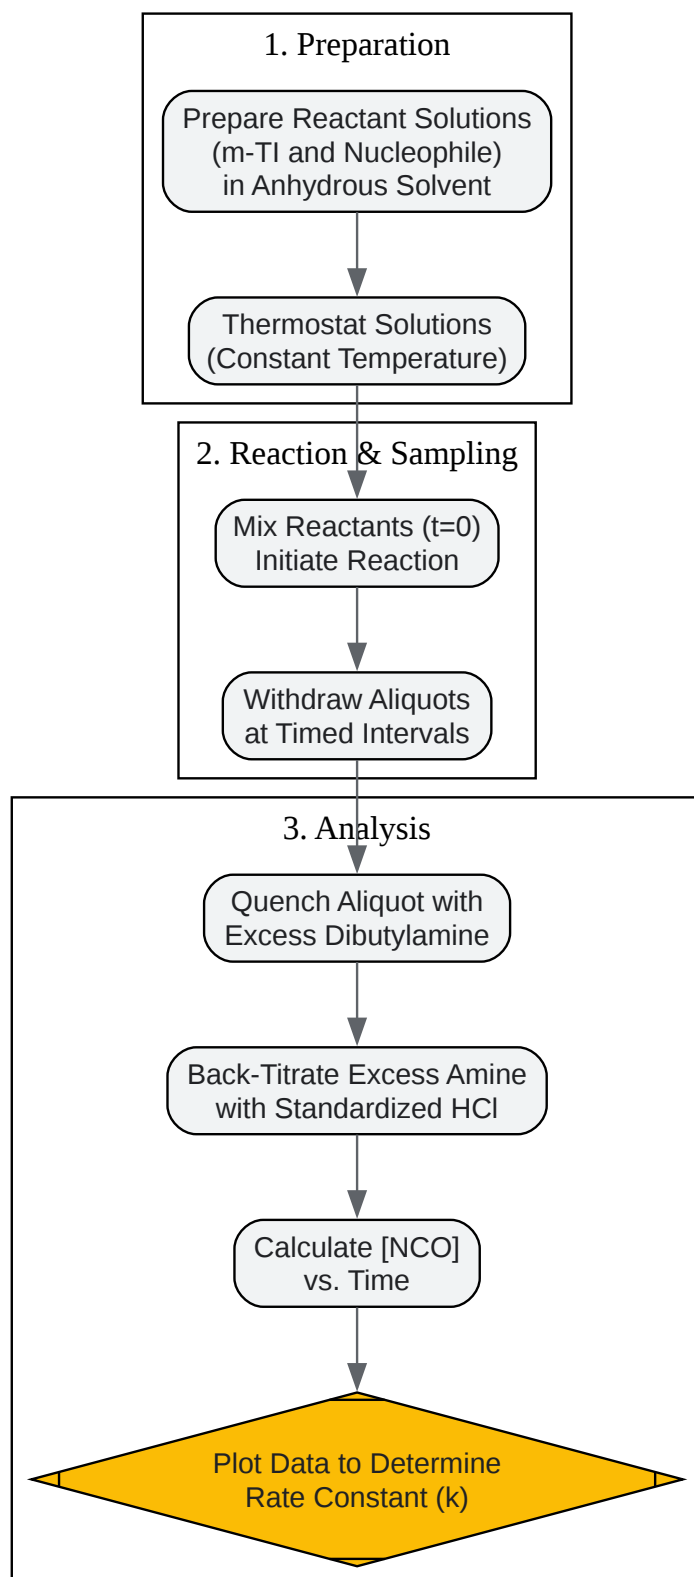 1. Preparation
Prepare Reactant Solutions
(m-TI and Nucleophile)
in Anhydrous Solvent
Thermostat Solutions
(Constant Temperature)
2. Reaction & Sampling
Mix Reactants (t=0)
Initiate Reaction
Withdraw Aliquots
at Timed Intervals
3. Analysis
Quench Aliquot with
Excess Dibutylamine
Back-Titrate Excess Amine
with Standardized HCl
Calculate [NCO]
vs. Time
Plot Data to Determine
Rate Constant (k)